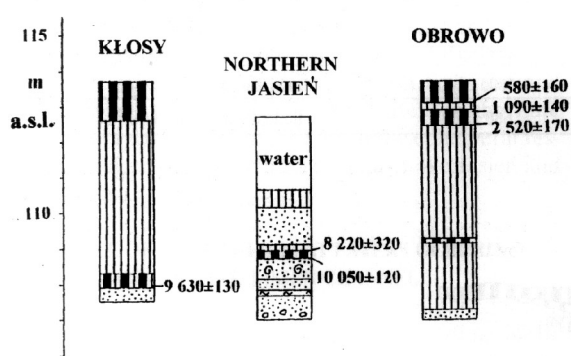 115
m
a.s.l.
110
KŁOSY
9 630±130
NORTHERN
JASIEŃ
water
8 220±320
10 050±120
OBROWO
580±160
1 090±140
2 520±170